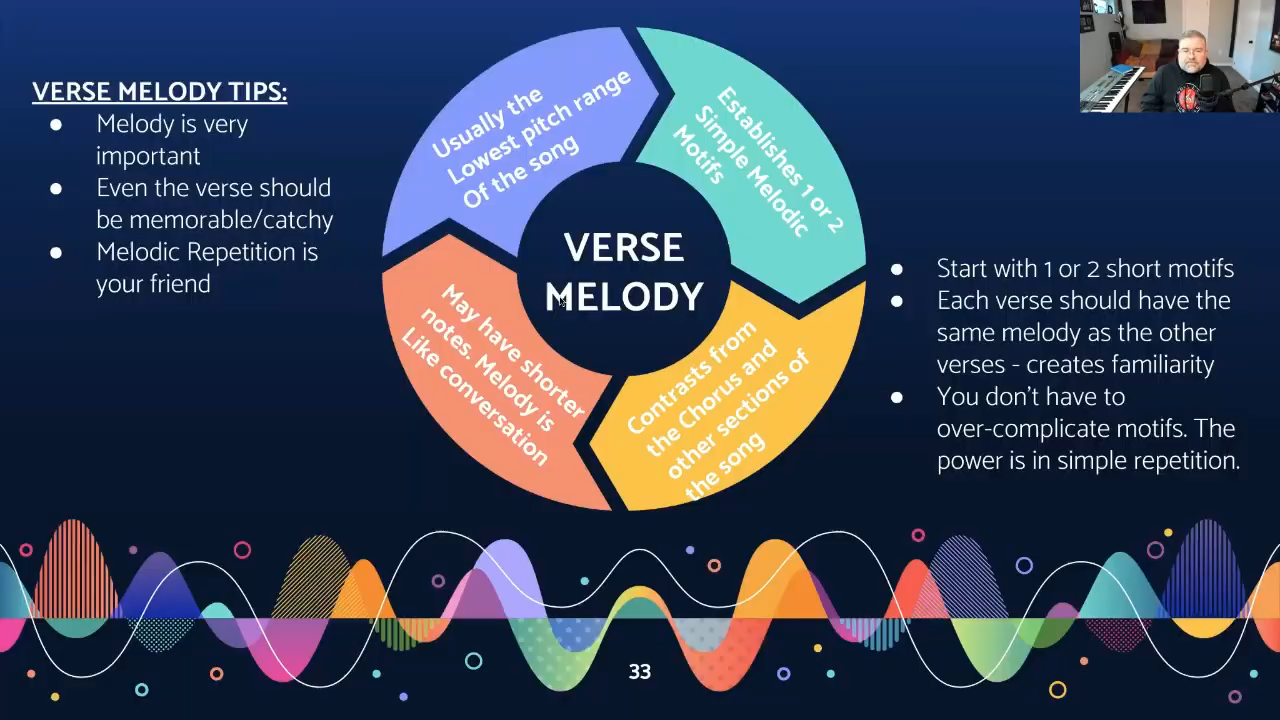 VERSE MELODY TIPS:
● Melody is very
important
● Even the verse should
be memorable/catchy
● Melodic Repetition is
your friend
Usually the
Lowest pitch range
Of the song
Establishes 1 or 2
Simple Melodic
Motifs
VERSE
MELODY
May have shorter
notes. Melody is
Like conversation
Contrasts from
the Chorus and
other sections of
the song
● Start with 1 or 2 short motifs
● Each verse should have the
same melody as the other
verses - creates familiarity
● You don't have to
over-complicate motifs. The
power is in simple repetition.
33